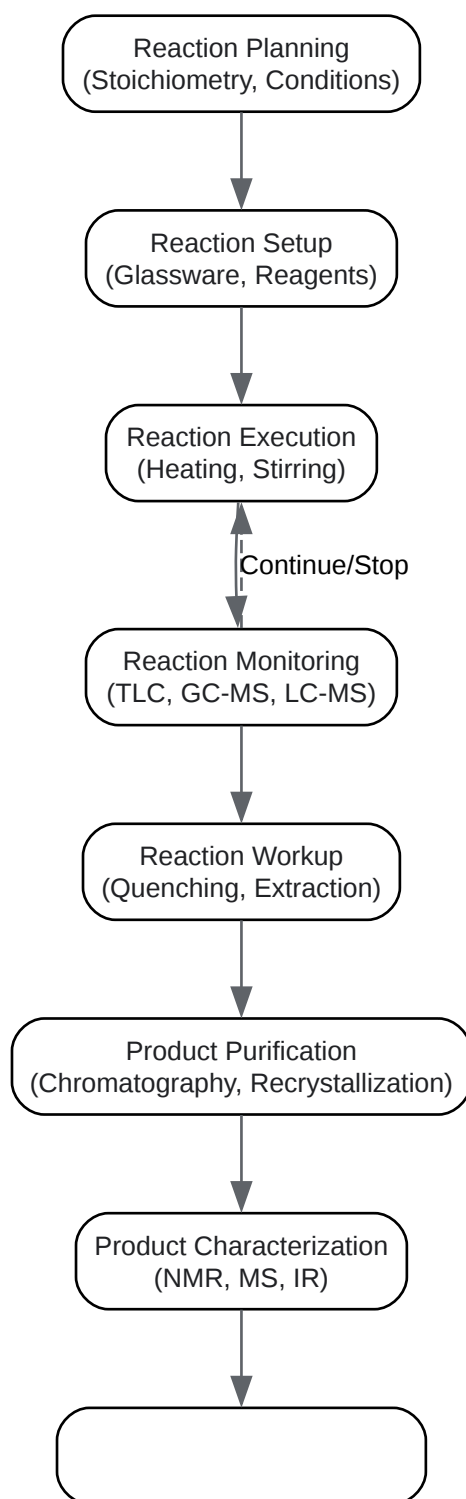 Reaction Planning
(Stoichiometry, Conditions)
Reaction Setup
(Glassware, Reagents)
Reaction Execution
(Heating, Stirring)
Continue/Stop
Reaction Monitoring
(TLC, GC-MS, LC-MS)
Reaction Workup
(Quenching, Extraction)
Product Purification
(Chromatography, Recrystallization)
Product Characterization
(NMR, MS, IR)